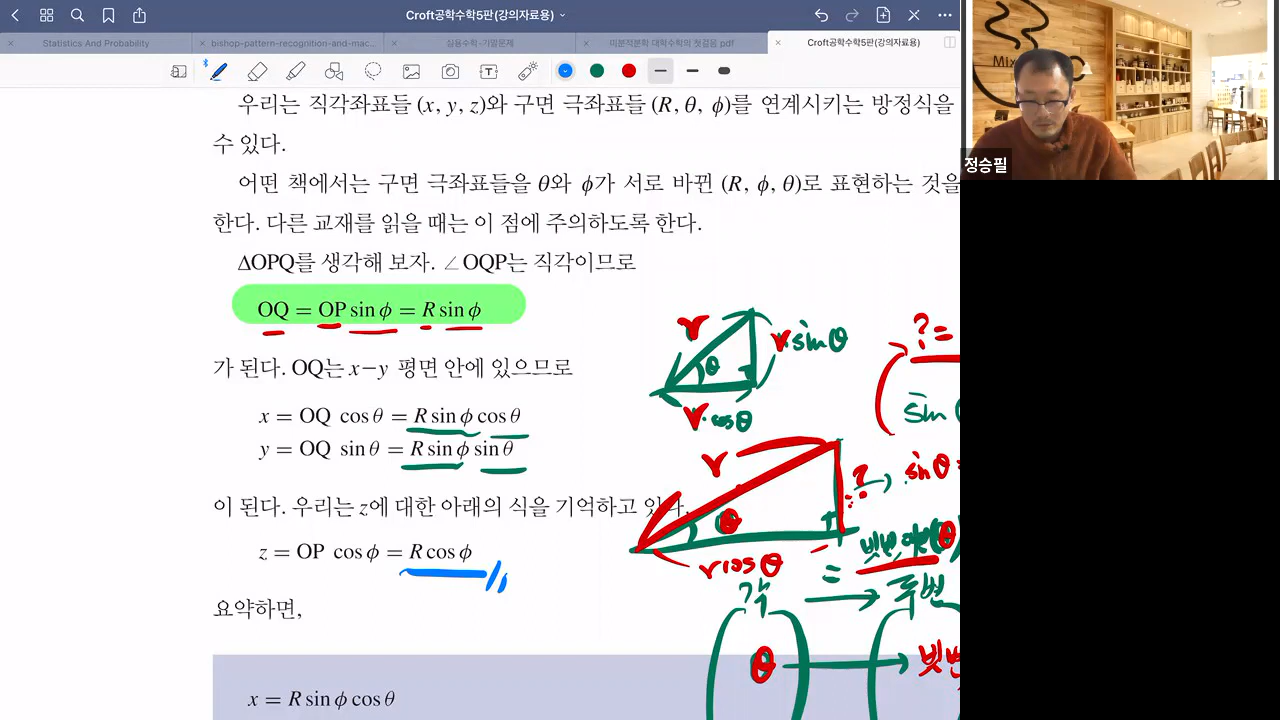 Croft공학수학5판(강의자료용)
Statistics And Probability
bishop-pattern-recognition-and-mac...
실용수학-기말문제
미분적분학 대학수학의 첫걸음 pdf
Croft공학수학5판(강의자료용)
우리는 직각좌표들 (x, y, z)와 구면 극좌표들 (R, θ, ϕ)를 연계시키는 방정식을
수 있다.
어떤 책에서는 구면 극좌표들을 θ와 ϕ가 서로 바뀐 (R, ϕ, θ)로 표현하는 것을
한다. 다른 교재를 읽을 때는 이 점에 주의하도록 한다.
ΔOPQ를 생각해 보자. ∠OQP는 직각이므로
OQ = OP sin ϕ = R sin ϕ
가 된다. OQ는 x−y 평면 안에 있으므로
x = OQ cos θ = R sin ϕ cos θ
y = OQ sin θ = R sin ϕ sin θ
이 된다. 우리는 z에 대한 아래의 식을 기억하고 있다.
z = OP cos ϕ = R cos ϕ
요약하면,
x = R sin ϕ cos θ
r
θ
r sinθ
r cosθ
? =
sin θ
r
θ
?
→ sinθ =
r cosθ
=
각
→
두변
θ
Mix
정승필